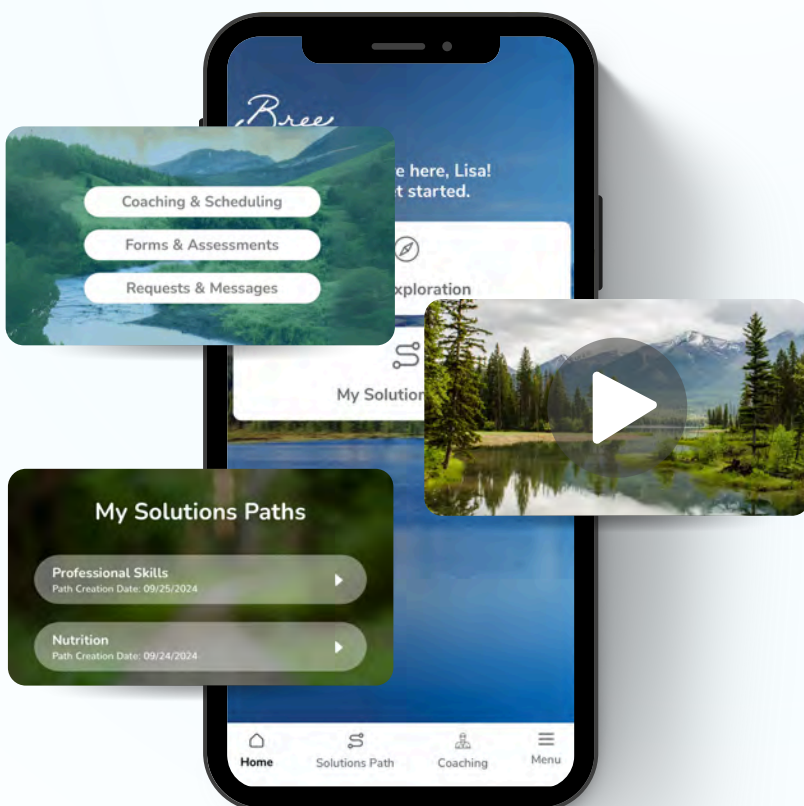 Bree
here, Lisa!
started.
Coaching & Scheduling
Forms & Assessments
Requests & Messages
xploration
My Solution
My Solutions Paths
Professional Skills
Path Creation Date: 09/25/2024
Nutrition
Path Creation Date: 09/24/2024
Home
Solutions Path
Coaching
Menu